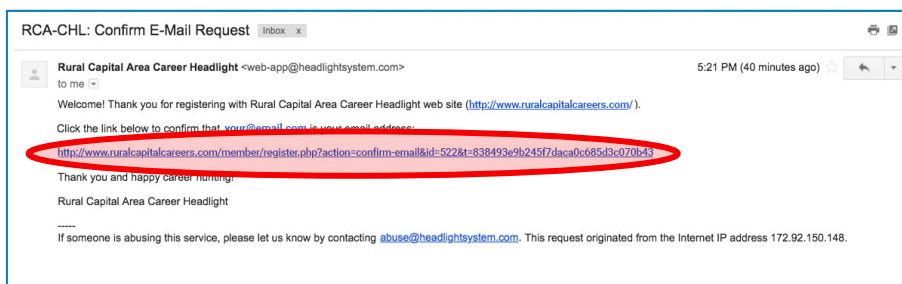 RCA-CHL: Confirm E-Mail Request Inbox x
Rural Capital Area Career Headlight <web-app@headlightsystem.com> 5:21 PM (40 minutes ago)
to me
Welcome! Thank you for registering with Rural Capital Area Career Headlight web site (http://www.ruralcapitalcareers.com/ ).
Click the link below to confirm that your@email.com is your email address:
http://www.ruralcapitalcareers.com/member/register.php?action=confirm-email&id=522&t=838493e9b245f7daca0c685d3c070b43
Thank you and happy career hunting!
Rural Capital Area Career Headlight
-----
If someone is abusing this service, please let us know by contacting abuse@headlightsystem.com. This request originated from the Internet IP address 172.92.150.148.